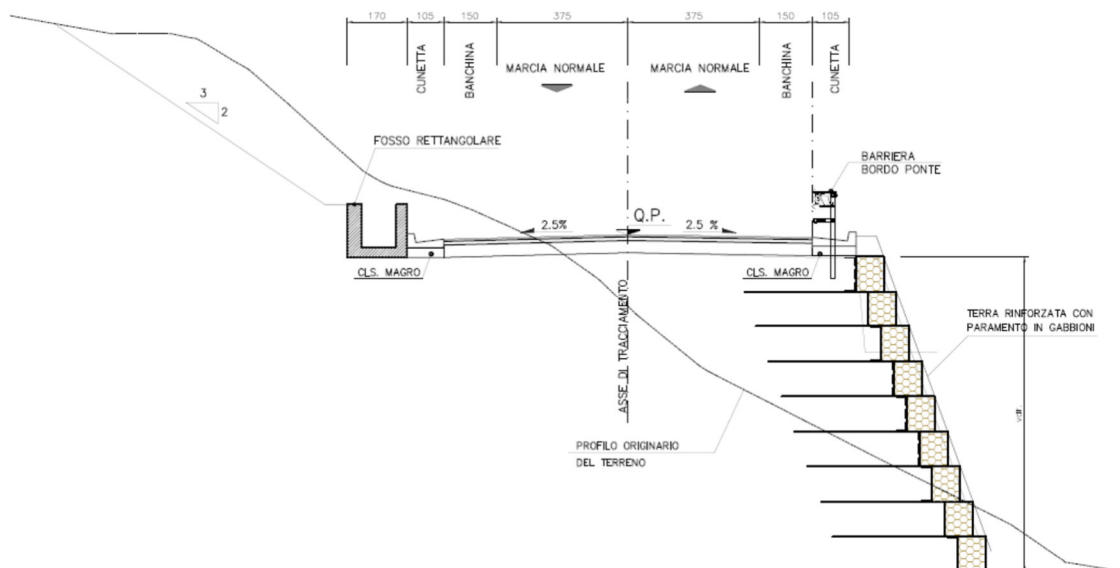 170 105 150 375 375 150 105
CUNETTA
BANCHINA
MARCIA NORMALE
MARCIA NORMALE
BANCHINA
CUNETTA
3
2
FOSSO RETTANGOLARE
BARRIERA
BORDO PONTE
2.5%
Q.P.
2.5 %
CLS. MAGRO
CLS. MAGRO
ASSE DI TRACCIAMENTO
TERRA RINFORZATA CON
PARAMENTO IN GABBIONI
PROFILO ORIGINARIO
DEL TERRENO